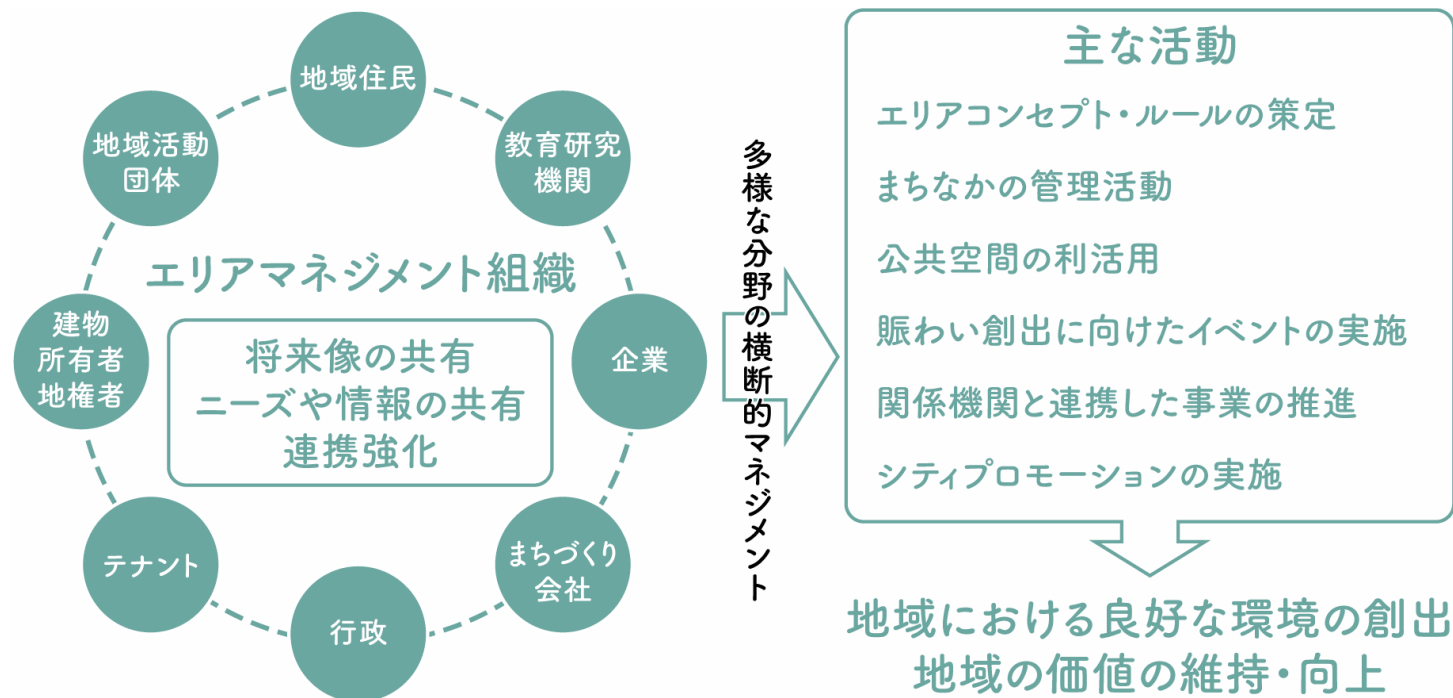 地域住民
教育研究
機関
企業
まちづくり
会社
行政
テナント
建物
所有者
地権者
地域活動
団体
エリアマネジメント組織
将来像の共有
ニーズや情報の共有
連携強化
多様な分野の横断的マネジメント
主な活動
エリアコンセプト・ルールの策定
まちなかの管理活動
公共空間の利活用
賑わい創出に向けたイベントの実施
関係機関と連携した事業の推進
シティプロモーションの実施
地域における良好な環境の創出
地域の価値の維持・向上